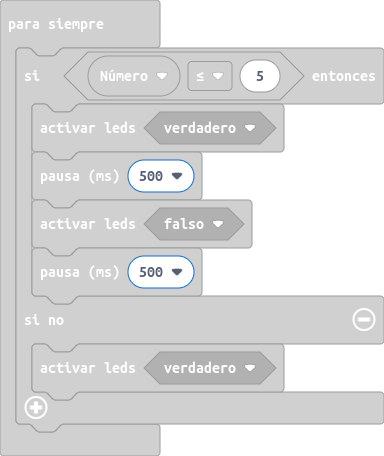 para siempre
si Número ≤ 5 entonces
activar leds verdadero
pausa (ms) 500
activar leds falso
pausa (ms) 500
si no
activar leds verdadero